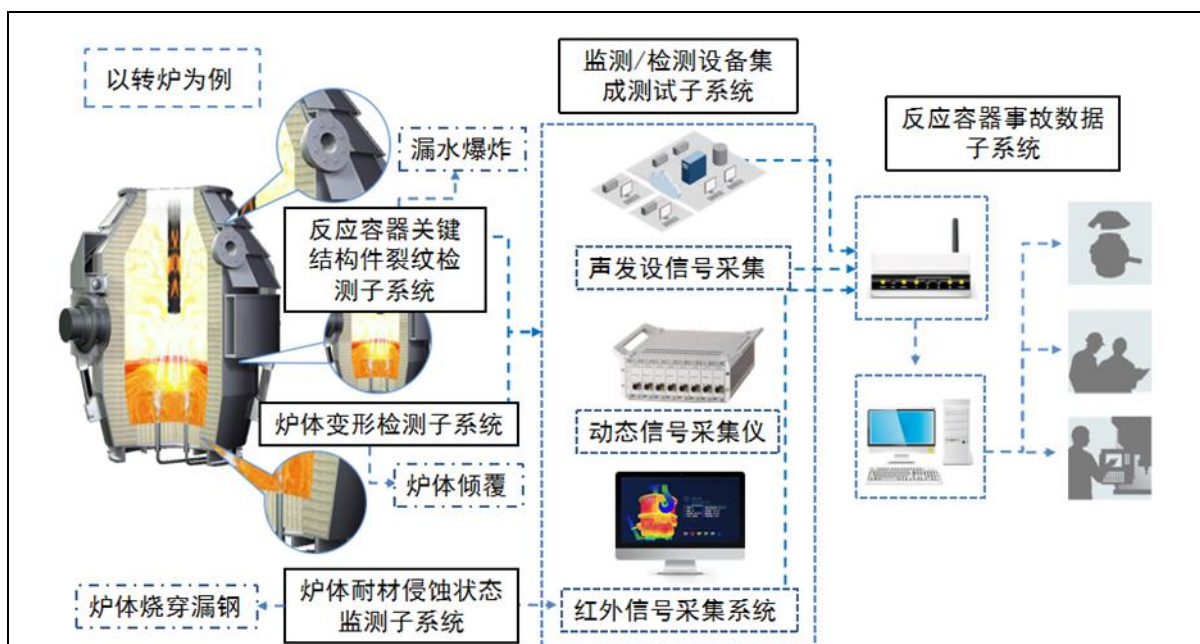 以转炉为例
漏水爆炸
反应容器关键
结构件裂纹检
测子系统
炉体变形检测子系统
炉体倾覆
炉体烧穿漏钢
炉体耐材侵蚀状态
监测子系统
监测/检测设备集
成测试子系统
声发设信号采集
动态信号采集仪
红外信号采集系统
反应容器事故数据
子系统